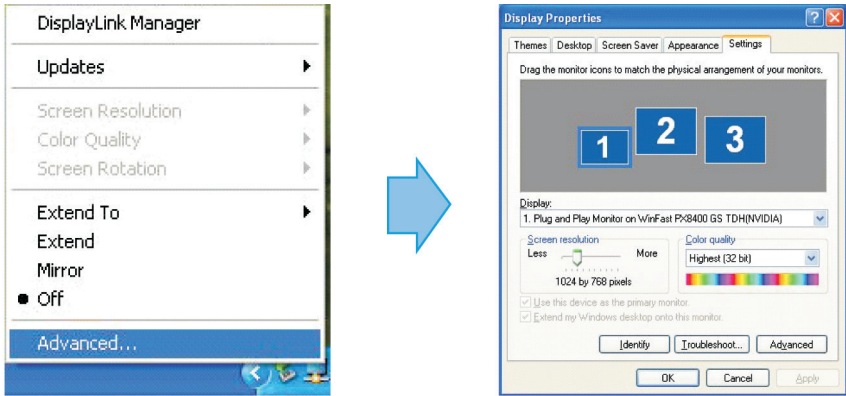 DisplayLink Manager
Updates
Screen Resolution
Color Quality
Screen Rotation
Extend To
Extend
Mirror
Off
Advanced...
Display Properties
Themes Desktop Screen Saver Appearance Settings
Drag the monitor icons to match the physical arrangement of your monitors.
1 2 3
Display:
1. Plug and Play Monitor on WinFast PX8400 GS TDH(NVIDIA)
Screen resolution
Less More
1024 by 768 pixels
Color quality
Highest (32 bit)
Use this device as the primary monitor.
Extend my Windows desktop onto this monitor.
Identify Troubleshoot... Advanced
OK Cancel Apply